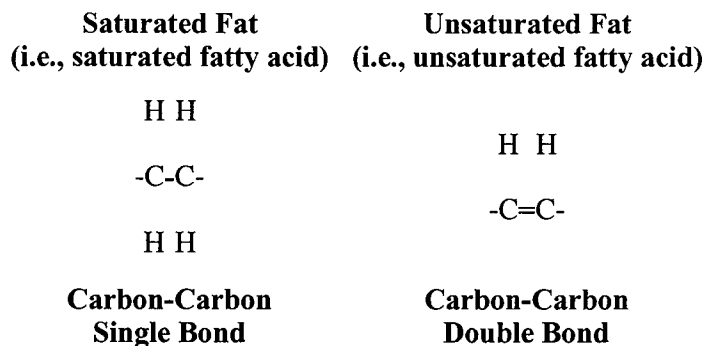 Saturated Fat
(i.e., saturated fatty acid)
H H
-C-C-
H H
Carbon-Carbon
Single Bond
Unsaturated Fat
(i.e., unsaturated fatty acid)
H H
-C=C-
Carbon-Carbon
Double Bond